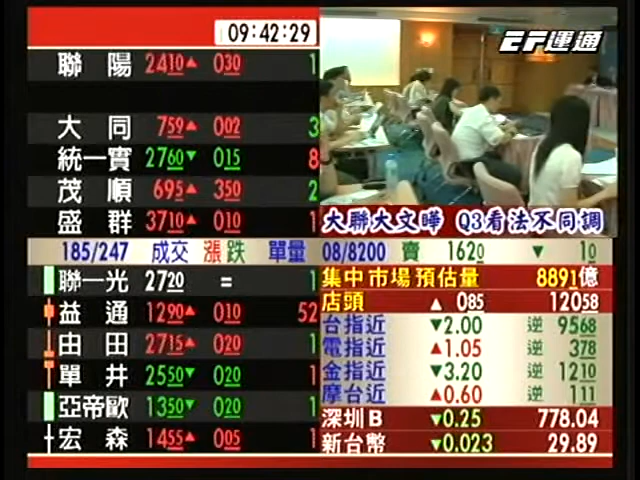 09:42:29
EF運通
聯陽 2410▲ 030 1
大同 759▲ 002 3
統一實 2760▼ 015 8
茂順 695▲ 350 2
盛群 3710▲ 010 1
大聯大文曄 Q3看法不同調
185/247 成交 漲跌 單量 08/8200 賣 1620 ▼ 10
聯一光 2720 = 1
益通 1290▲ 010 52
由田 2715▲ 020 1
單井 2550▼ 020 1
亞帝歐 1350▼ 020 1
宏森 1455▲ 005 1
集中市場預估量 8891億
店頭 ▲ 085 12058
台指近 ▼2.00 逆 9568
電指近 ▲1.05 逆 378
金指近 ▼3.20 逆 1210
摩台近 ▲0.60 逆 111
深圳B ▼0.25 778.04
新台幣 ▼0.023 29.89